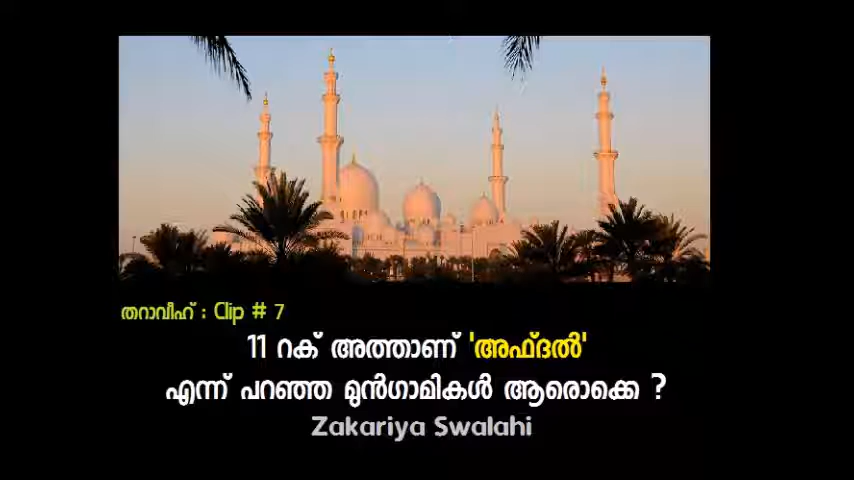 തറാവീഹ് : Clip # 7
11 റക് അത്താണ് 'അഫ്ദൽ'
എന്ന് പറഞ്ഞ മുൻഗാമികൾ ആരൊക്കെ ?
Zakariya Swalahi